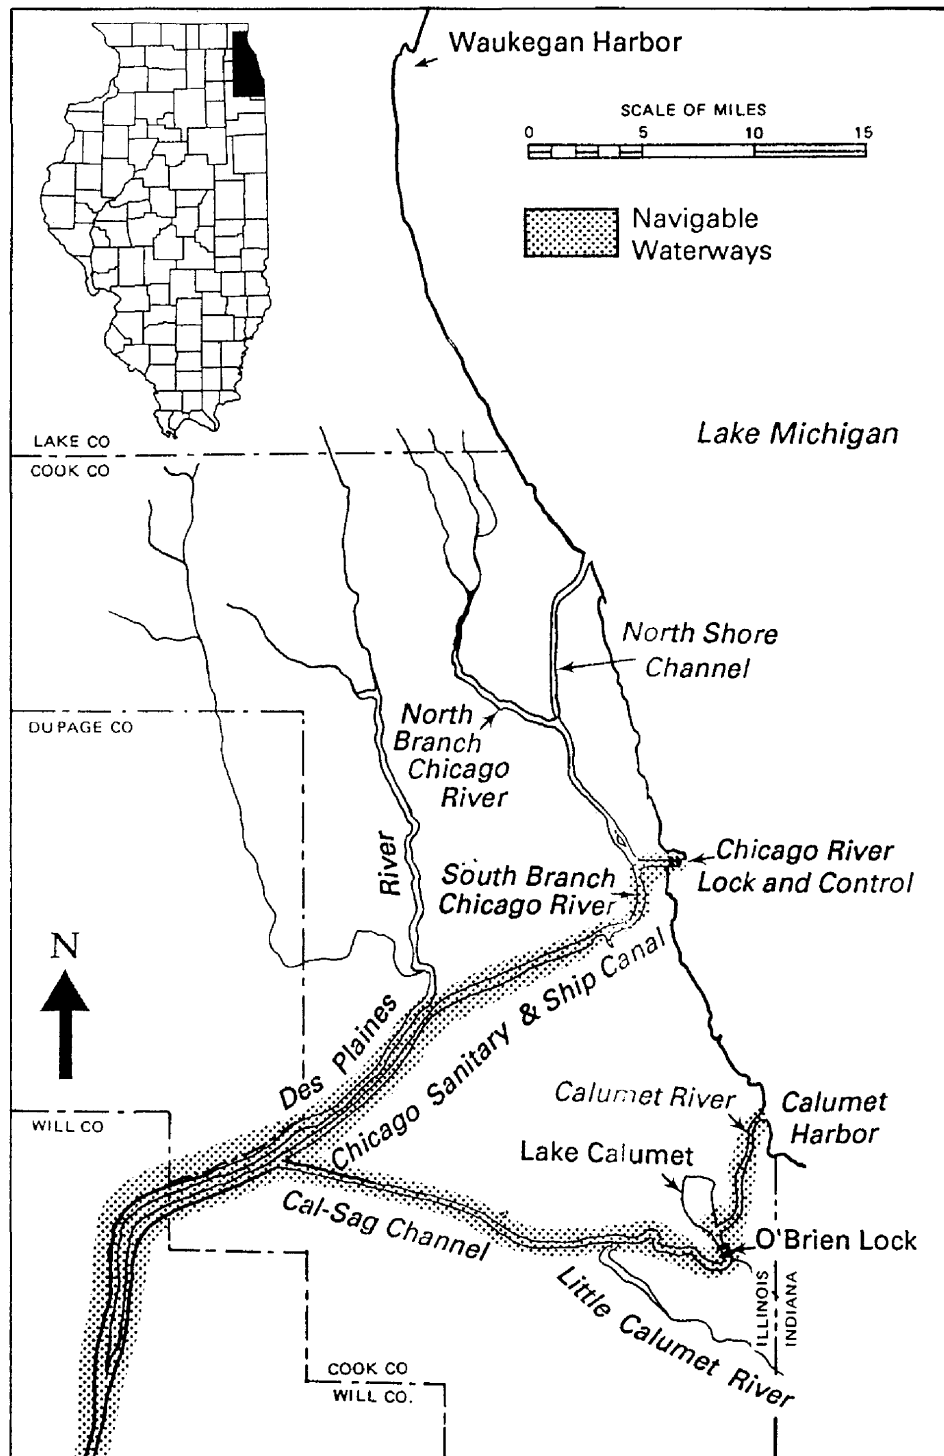 Waukegan Harbor
SCALE OF MILES
0 5 10 15
Navigable
Waterways
Lake Michigan
LAKE CO
COOK CO
North Shore
Channel
DU PAGE CO
North
Branch
Chicago
River
River
Chicago River
Lock and Control
South Branch
Chicago River
N
Des Plaines
Chicago Sanitary & Ship Canal
Calumet River
Calumet
Harbor
WILL CO
Lake Calumet
Cal-Sag Channel
O'Brien Lock
Little Calumet River
ILLINOIS
INDIANA
COOK CO
WILL CO.